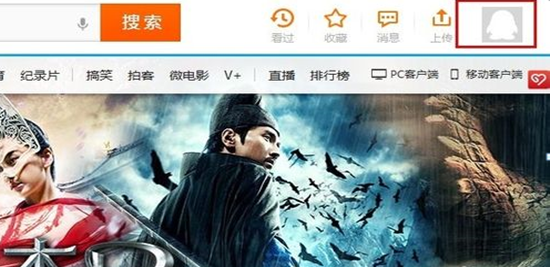 搜索
看过 收藏 消息 上传
育 纪录片 搞笑 拍客 微电影 V+ 直播 排行榜 PC客户端 移动客户端